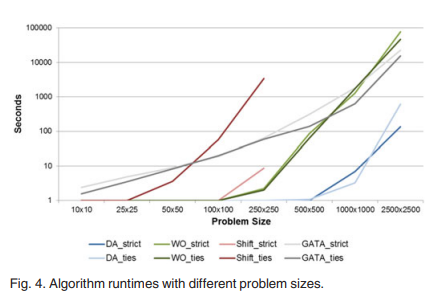 100000
10000
1000
100
10
1
Seconds
10x10 25x25 50x50 100x100 250x250 500x500 1000x1000 2500x2500
Problem Size
DA_strict WO_strict Shift_strict GATA_strict
DA_ties WO_ties Shift_ties GATA_ties
Fig. 4. Algorithm runtimes with different problem sizes.